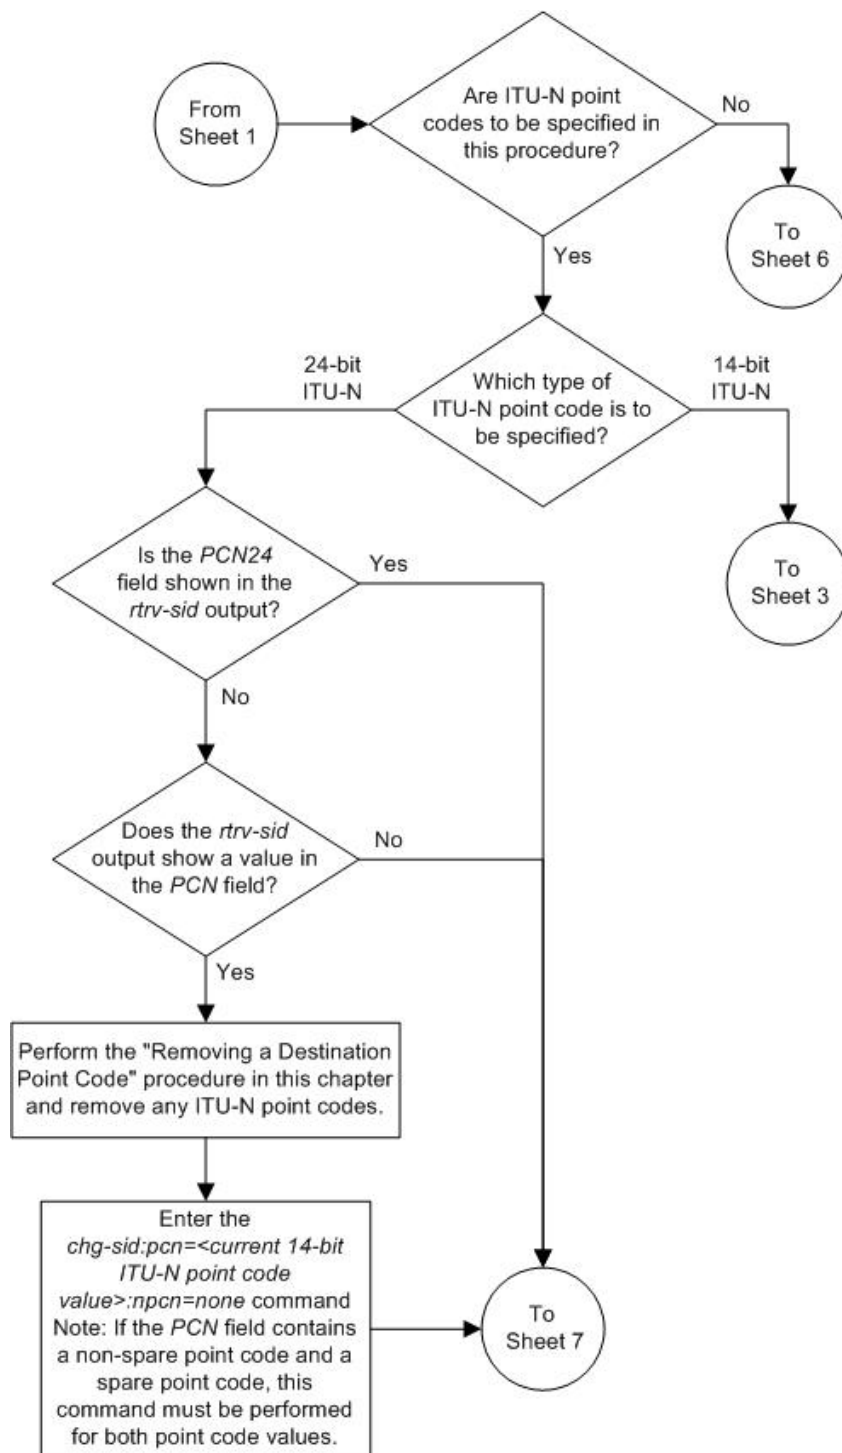 From
Sheet 1
Are ITU-N point
codes to be specified in
this procedure?
No
To
Sheet 6
Yes
24-bit
ITU-N
Which type of
ITU-N point code is to
be specified?
14-bit
ITU-N
Is the PCN24
field shown in the
rtrv-sid output?
Yes
To
Sheet 3
No
Does the rtrv-sid
output show a value in
the PCN field?
No
Yes
Perform the "Removing a Destination
Point Code" procedure in this chapter
and remove any ITU-N point codes.
Enter the
chg-sid:pcn=<current 14-bit
ITU-N point code
value>:npcn=none command
Note: If the PCN field contains
a non-spare point code and a
spare point code, this
command must be performed
for both point code values.
To
Sheet 7